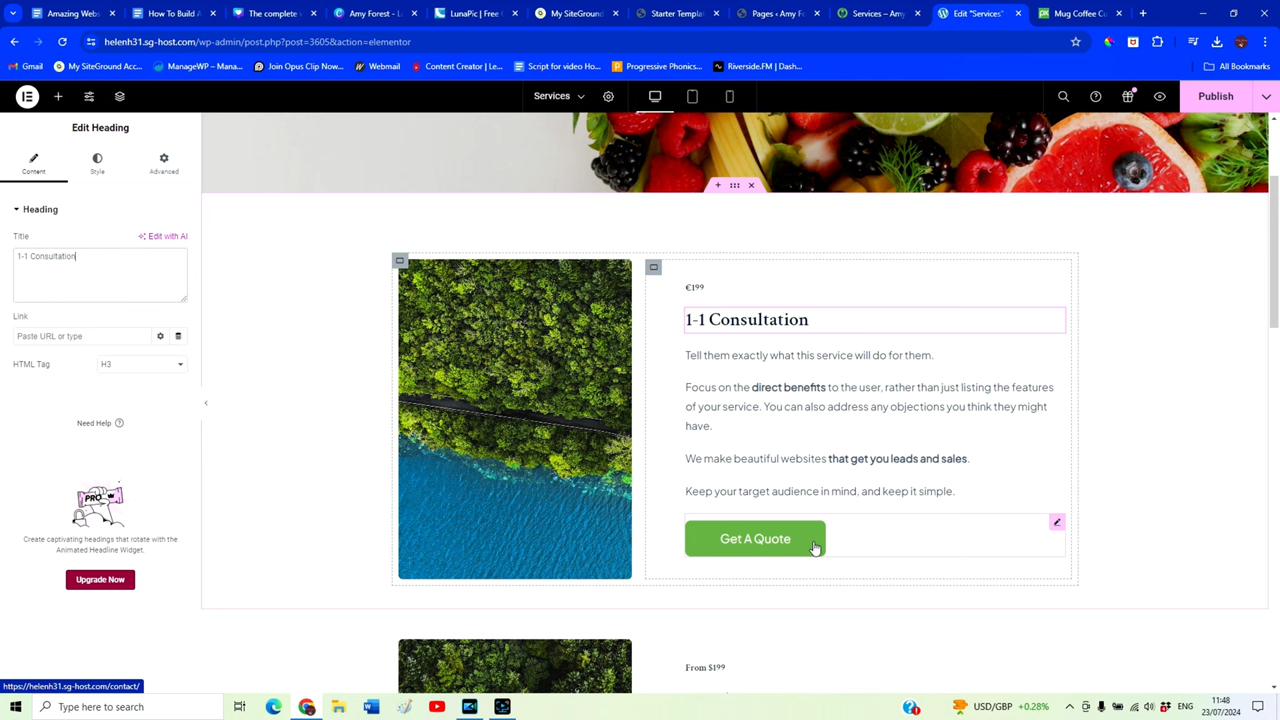 Amazing Webs
How To Build A
The complete
Amy Forest - L
LunaPic | Free
My SiteGround
Starter Templat
Pages ‹ Amy Fo
Services – Amy
Edit "Services"
Mug Coffee Cu
helenh31.sg-host.com/wp-admin/post.php?post=3605&action=elementor
Gmail
My SiteGround Acc...
ManageWP – Mana...
Join Opus Clip Now...
Webmail
Content Creator | Le...
Script for video Ho...
Progressive Phonics...
Riverside.FM | Dash...
All Bookmarks
Services
Publish
Edit Heading
Content
Style
Advanced
Heading
Title
Edit with AI
1-1 Consultation
Link
Paste URL or type
HTML Tag
H3
Need Help
PRO
Create captivating headings that rotate with the
Animated Headline Widget.
Upgrade Now
€199
1-1 Consultation
Tell them exactly what this service will do for them.
Focus on the direct benefits to the user, rather than just listing the features
of your service. You can also address any objections you think they might
have.
We make beautiful websites that get you leads and sales.
Keep your target audience in mind, and keep it simple.
Get A Quote
From $199
https://helenh31.sg-host.com/contact/
Type here to search
USD/GBP +0.28%
ENG
11:48
23/07/2024